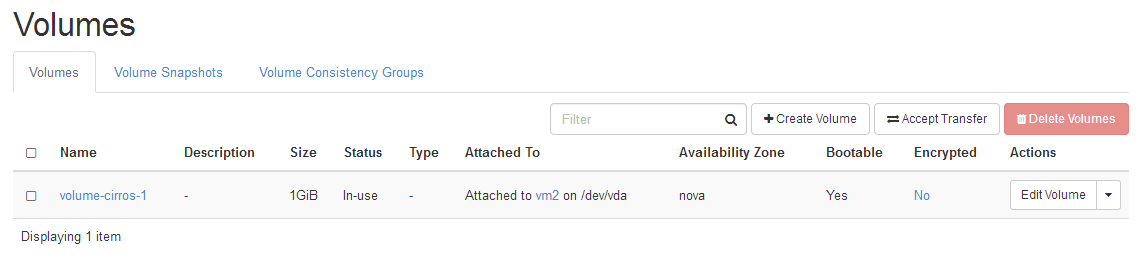 Volumes
Volumes Volume Snapshots Volume Consistency Groups
Filter Create Volume Accept Transfer Delete Volumes
Name Description Size Status Type Attached To Availability Zone Bootable Encrypted Actions
volume-cirros-1 - 1GiB In-use - Attached to vm2 on /dev/vda nova Yes No Edit Volume
Displaying 1 item